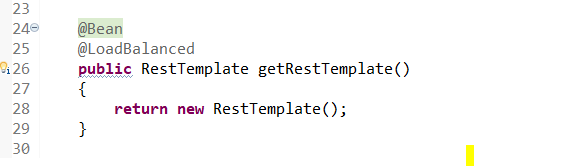 23
24 @Bean
25 @LoadBalanced
26 public RestTemplate getRestTemplate()
27 {
28 return new RestTemplate();
29 }
30